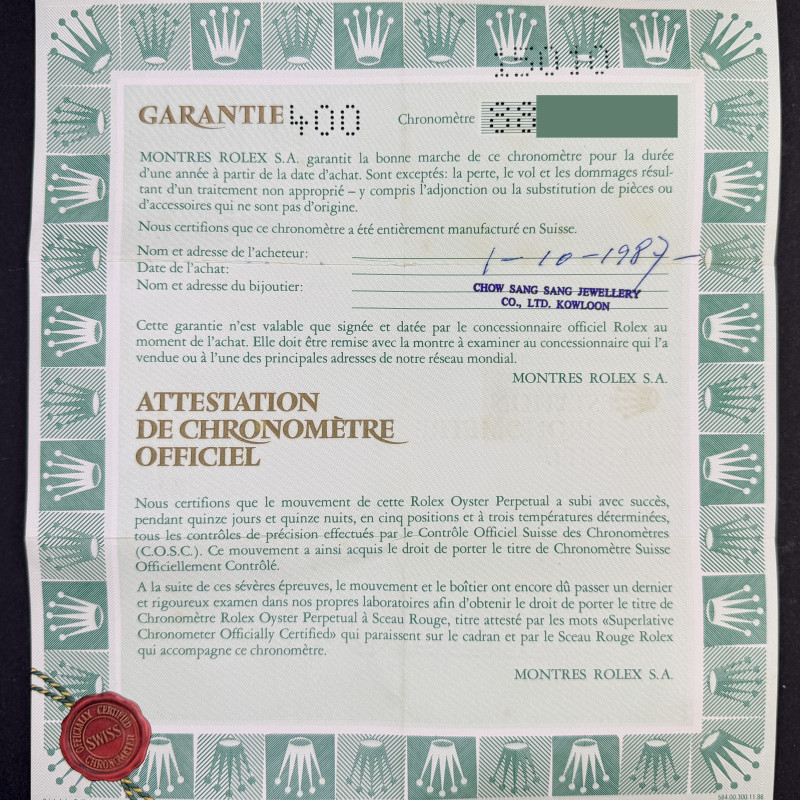 15010
GARANTIE 400 Chronomètre 88
MONTRES ROLEX S.A. garantit la bonne marche de ce chronomètre pour la durée
d'une année à partir de la date d'achat. Sont exceptés: la perte, le vol et les dommages résul-
tant d'un traitement non approprié – y compris l'adjonction ou la substitution de pièces ou
d'accessoires qui ne sont pas d'origine.
Nous certifions que ce chronomètre a été entièrement manufacturé en Suisse.
Nom et adresse de l'acheteur:
Date de l'achat: 1-10-1987-
Nom et adresse du bijoutier: CHOW SANG SANG JEWELLERY
CO., LTD. KOWLOON
Cette garantie n'est valable que signée et datée par le concessionnaire officiel Rolex au
moment de l'achat. Elle doit être remise avec la montre à examiner au concessionnaire qui l'a
vendue ou à l'une des principales adresses de notre réseau mondial.
MONTRES ROLEX S.A.
ATTESTATION
DE CHRONOMÈTRE
OFFICIEL
Nous certifions que le mouvement de cette Rolex Oyster Perpetual a subi avec succès,
pendant quinze jours et quinze nuits, en cinq positions et à trois températures déterminées,
tous les contrôles de précision effectués par le Contrôle Officiel Suisse des Chronomètres
(C.O.S.C.). Ce mouvement a ainsi acquis le droit de porter le titre de Chronomètre Suisse
Officiellement Contrôlé.
A la suite de ces sévères épreuves, le mouvement et le boîtier ont encore dû passer un dernier
et rigoureux examen dans nos propres laboratoires afin d'obtenir le droit de porter le titre de
Chronomètre Rolex Oyster Perpetual à Sceau Rouge, titre attesté par les mots «Superlative
Chronometer Officially Certified» qui paraissent sur le cadran et par le Sceau Rouge Rolex
qui accompagne ce chronomètre.
MONTRES ROLEX S.A.
OFFICIALLY CERTIFIED
SWISS
CHRONOMETER
564.00.300.11.86